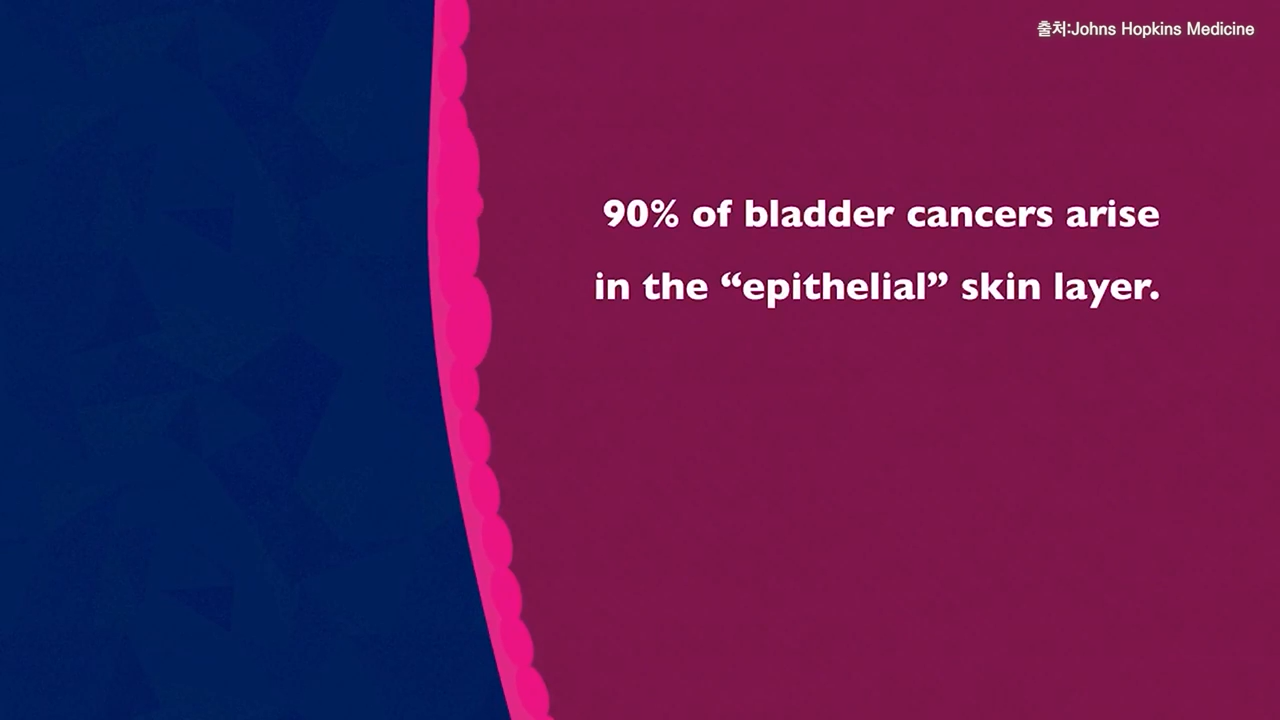 출처:Johns Hopkins Medicine
90% of bladder cancers arise
in the “epithelial” skin layer.